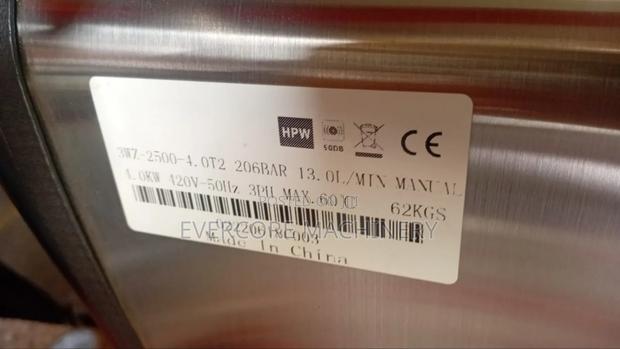 HPW
50DB
CE
3WZ-2500-4.0T2 206BAR 13.0L/MIN MANUAL
4.0KW 420V-50Hz 3PH MAX.60℃ 62KGS
EVERCORE MACHINERY
Made In China